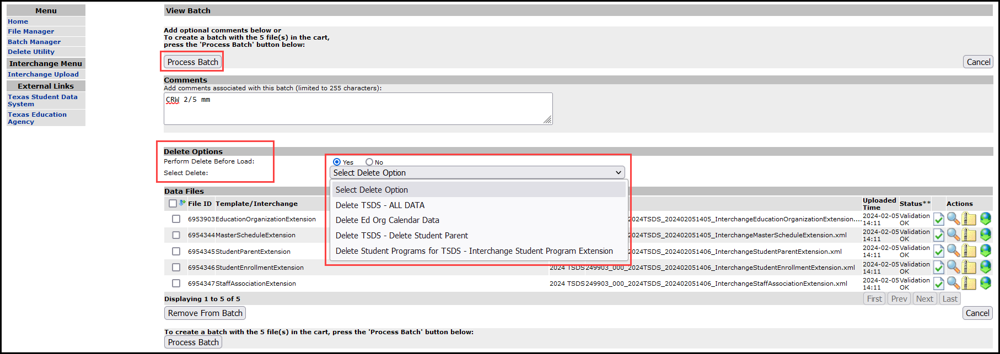 Menu
Home
File Manager
Batch Manager
Delete Utility
Interchange Menu
Interchange Upload
External Links
Texas Student Data
System
Texas Education
Agency
View Batch
Add optional comments below or
To create a batch with the 5 file(s) in the cart,
press the 'Process Batch' button below:
Process Batch
Cancel
Comments
Add comments associated with this batch (limited to 255 characters):
CRW 2/5 mm
Delete Options
Perform Delete Before Load:
Yes No
Select Delete:
Select Delete Option
Select Delete Option
Delete TSDS - ALL DATA
Delete Ed Org Calendar Data
Delete TSDS - Delete Student Parent
Delete Student Programs for TSDS - Interchange Student Program Extension
Data Files
File ID Template/Interchange Uploaded Time Status** Actions
6953903 EducationOrganizationExtension _2024TSDS_202402051405_InterchangeEducationOrganizationExtension.... 2024-02-05 14:11 Validation OK
6954344 MasterScheduleExtension _2024TSDS_202402051406_InterchangeMasterScheduleExtension.xml 2024-02-05 14:11 Validation OK
6954345 StudentParentExtension _2024TSDS_202402051406_InterchangeStudentParentExtension.xml 2024-02-05 14:11 Validation OK
6954346 StudentEnrollmentExtension 2024 TSDS 249903_000_2024TSDS_202402051406_InterchangeStudentEnrollmentExtension.xml 2024-02-05 14:11 Validation OK
6954347 StaffAssociationExtension 2024 TSDS 249903_000_2024TSDS_202402051406_InterchangeStaffAssociationExtension.xml 2024-02-05 14:11 Validation OK
Displaying 1 to 5 of 5
First Prev Next Last
Remove From Batch
Cancel
To create a batch with the 5 file(s) in the cart, press the 'Process Batch' button below:
Process Batch